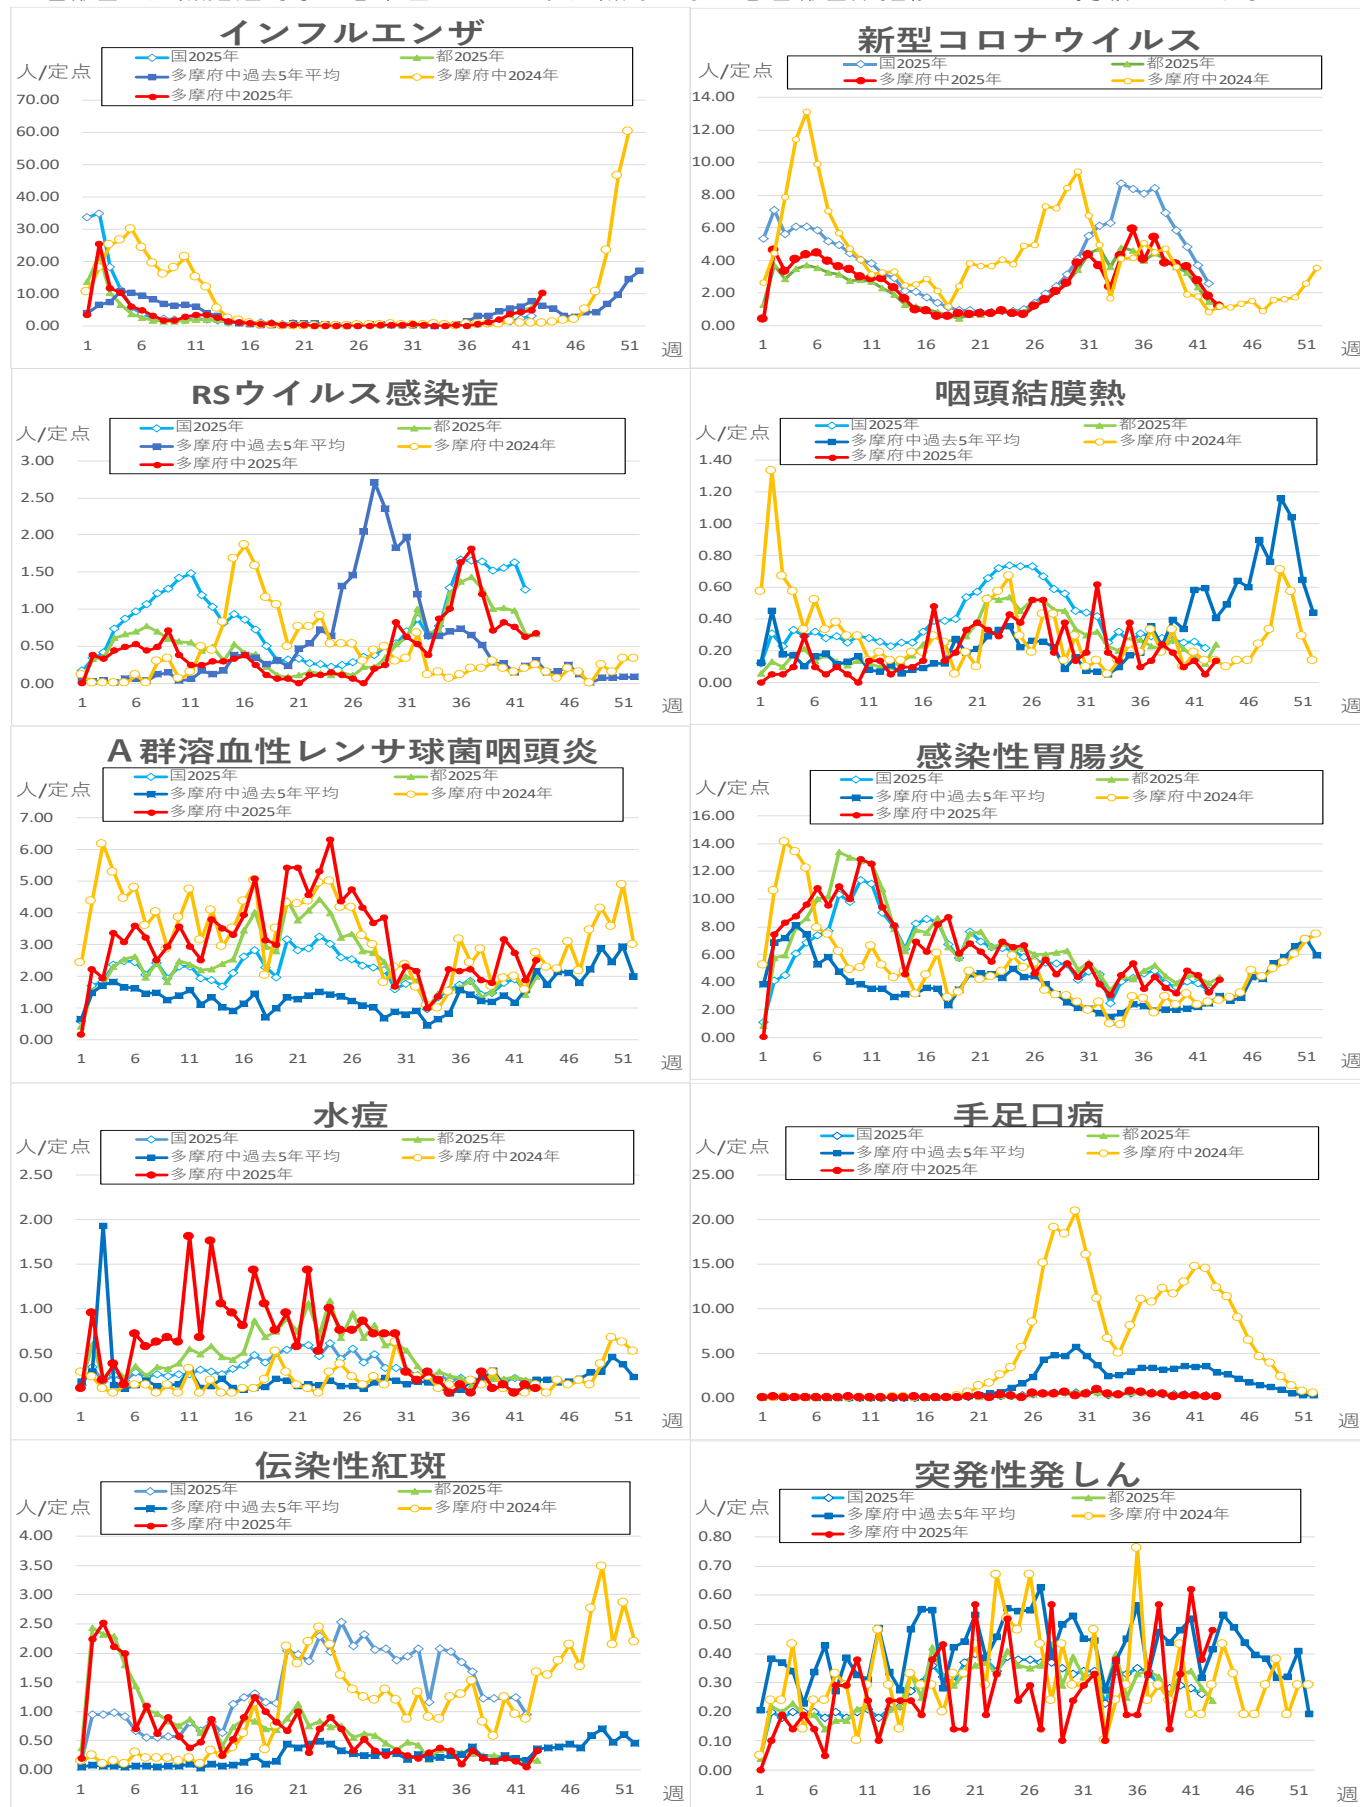 インフルエンザ
人/定点
国2025年 都2025年
多摩府中過去5年平均 多摩府中2024年
多摩府中2025年
70.00
60.00
50.00
40.00
30.00
20.00
10.00
0.00
1 6 11 16 21 26 31 36 41 46 51 週
新型コロナウイルス
人/定点
国2025年 都2025年
多摩府中2025年 多摩府中2024年
14.00
12.00
10.00
8.00
6.00
4.00
2.00
0.00
1 6 11 16 21 26 31 36 41 46 51 週
RSウイルス感染症
人/定点
国2025年 都2025年
多摩府中過去5年平均 多摩府中2024年
多摩府中2025年
3.00
2.50
2.00
1.50
1.00
0.50
0.00
1 6 11 16 21 26 31 36 41 46 51 週
咽頭結膜熱
人/定点
国2025年 都2025年
多摩府中過去5年平均 多摩府中2024年
多摩府中2025年
1.40
1.20
1.00
0.80
0.60
0.40
0.20
0.00
1 6 11 16 21 26 31 36 41 46 51 週
A群溶血性レンサ球菌咽頭炎
人/定点
国2025年 都2025年
多摩府中過去5年平均 多摩府中2024年
多摩府中2025年
7.00
6.00
5.00
4.00
3.00
2.00
1.00
0.00
1 6 11 16 21 26 31 36 41 46 51 週
感染性胃腸炎
人/定点
国2025年 都2025年
多摩府中過去5年平均 多摩府中2024年
多摩府中2025年
16.00
14.00
12.00
10.00
8.00
6.00
4.00
2.00
0.00
1 6 11 16 21 26 31 36 41 46 51 週
水痘
人/定点
国2025年 都2025年
多摩府中過去5年平均 多摩府中2024年
多摩府中2025年
2.50
2.00
1.50
1.00
0.50
0.00
1 6 11 16 21 26 31 36 41 46 51 週
手足口病
人/定点
国2025年 都2025年
多摩府中過去5年平均 多摩府中2024年
多摩府中2025年
25.00
20.00
15.00
10.00
5.00
0.00
1 6 11 16 21 26 31 36 41 46 51 週
伝染性紅斑
人/定点
国2025年 都2025年
多摩府中過去5年平均 多摩府中2024年
多摩府中2025年
4.00
3.50
3.00
2.50
2.00
1.50
1.00
0.50
0.00
1 6 11 16 21 26 31 36 41 46 51 週
突発性発しん
人/定点
国2025年 都2025年
多摩府中過去5年平均 多摩府中2024年
多摩府中2025年
0.80
0.70
0.60
0.50
0.40
0.30
0.20
0.10
0.00
1 6 11 16 21 26 31 36 41 46 51 週